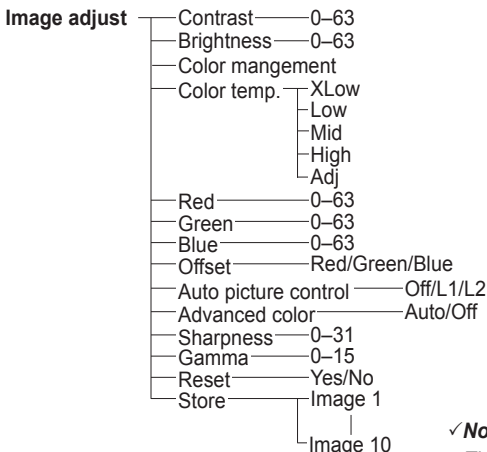 Image adjust Contrast 0–63
Brightness 0–63
Color mangement
Color temp. XLow
Low
Mid
High
Adj
Red 0–63
Green 0–63
Blue 0–63
Offset Red/Green/Blue
Auto picture control Off/L1/L2
Advanced color Auto/Off
Sharpness 0–31
Gamma 0–15
Reset Yes/No
Store Image 1
Image 10 ✓No